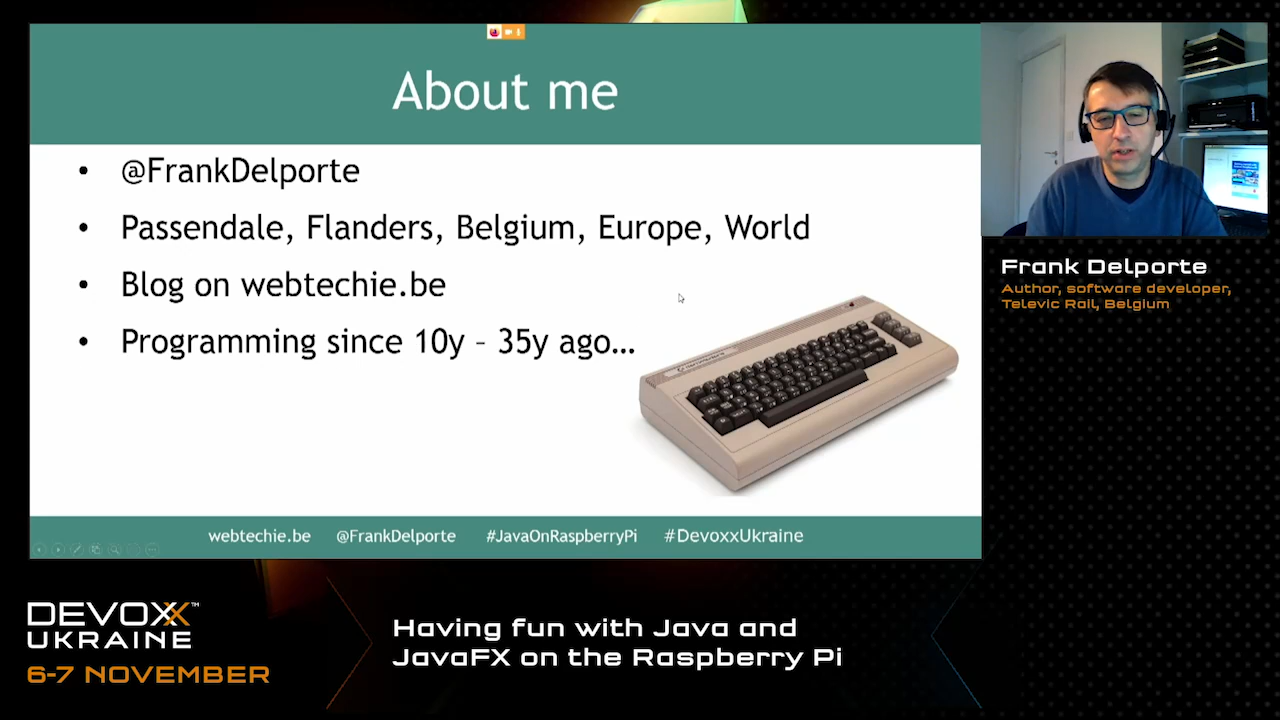 About me
• @FrankDelporte
• Passendale, Flanders, Belgium, Europe, World
• Blog on webtechie.be
• Programming since 10y – 35y ago…
webtechie.be @FrankDelporte #JavaOnRaspberryPi #DevoxxUkraine
Frank Delporte
Author, software developer,
Televic Rail, Belgium
DEVOXX™
UKRAINE
6-7 NOVEMBER
Having fun with Java and
JavaFX on the Raspberry Pi